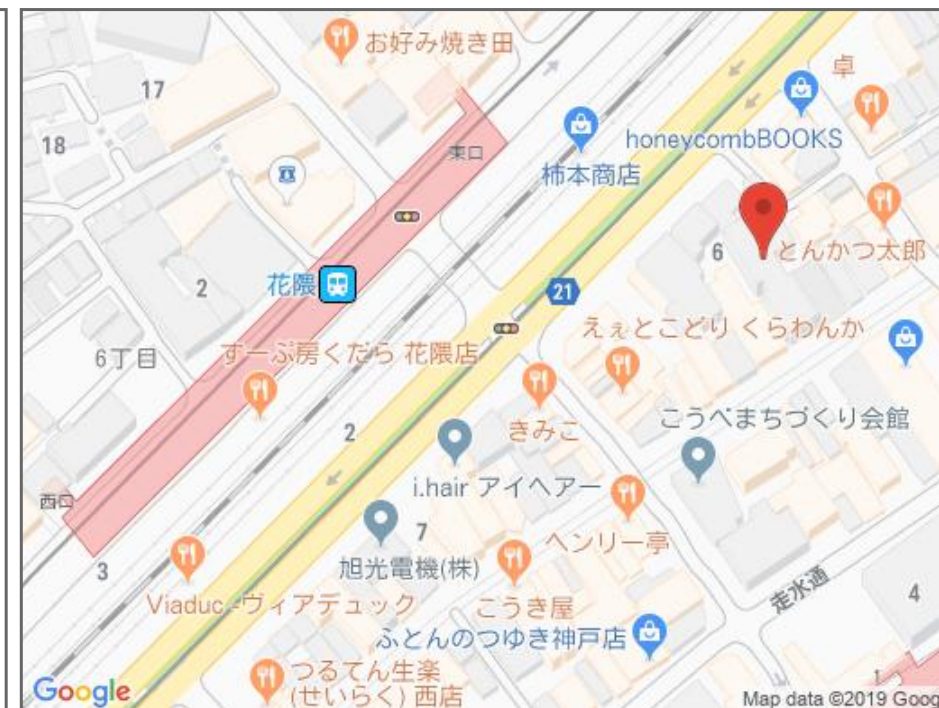 お好み焼き田
17
卓
18
東口
honeycombBOOKS
柿本商店
6
とんかつ太郎
花隈
2
21
えぇとこどり くらわんか
6丁目
すーぷ房くだら 花隈店
きみこ
こうべまちづくり会館
2
i.hair アイヘアー
西口
7
ヘンリー亭
旭光電機(株)
3
Viaduc -ヴィアデュック
こうき屋
走水通
4
ふとんのつゆき神戸店
つるてん生楽
(せいらく) 西店
1
Google
Map data ©2019 Goog